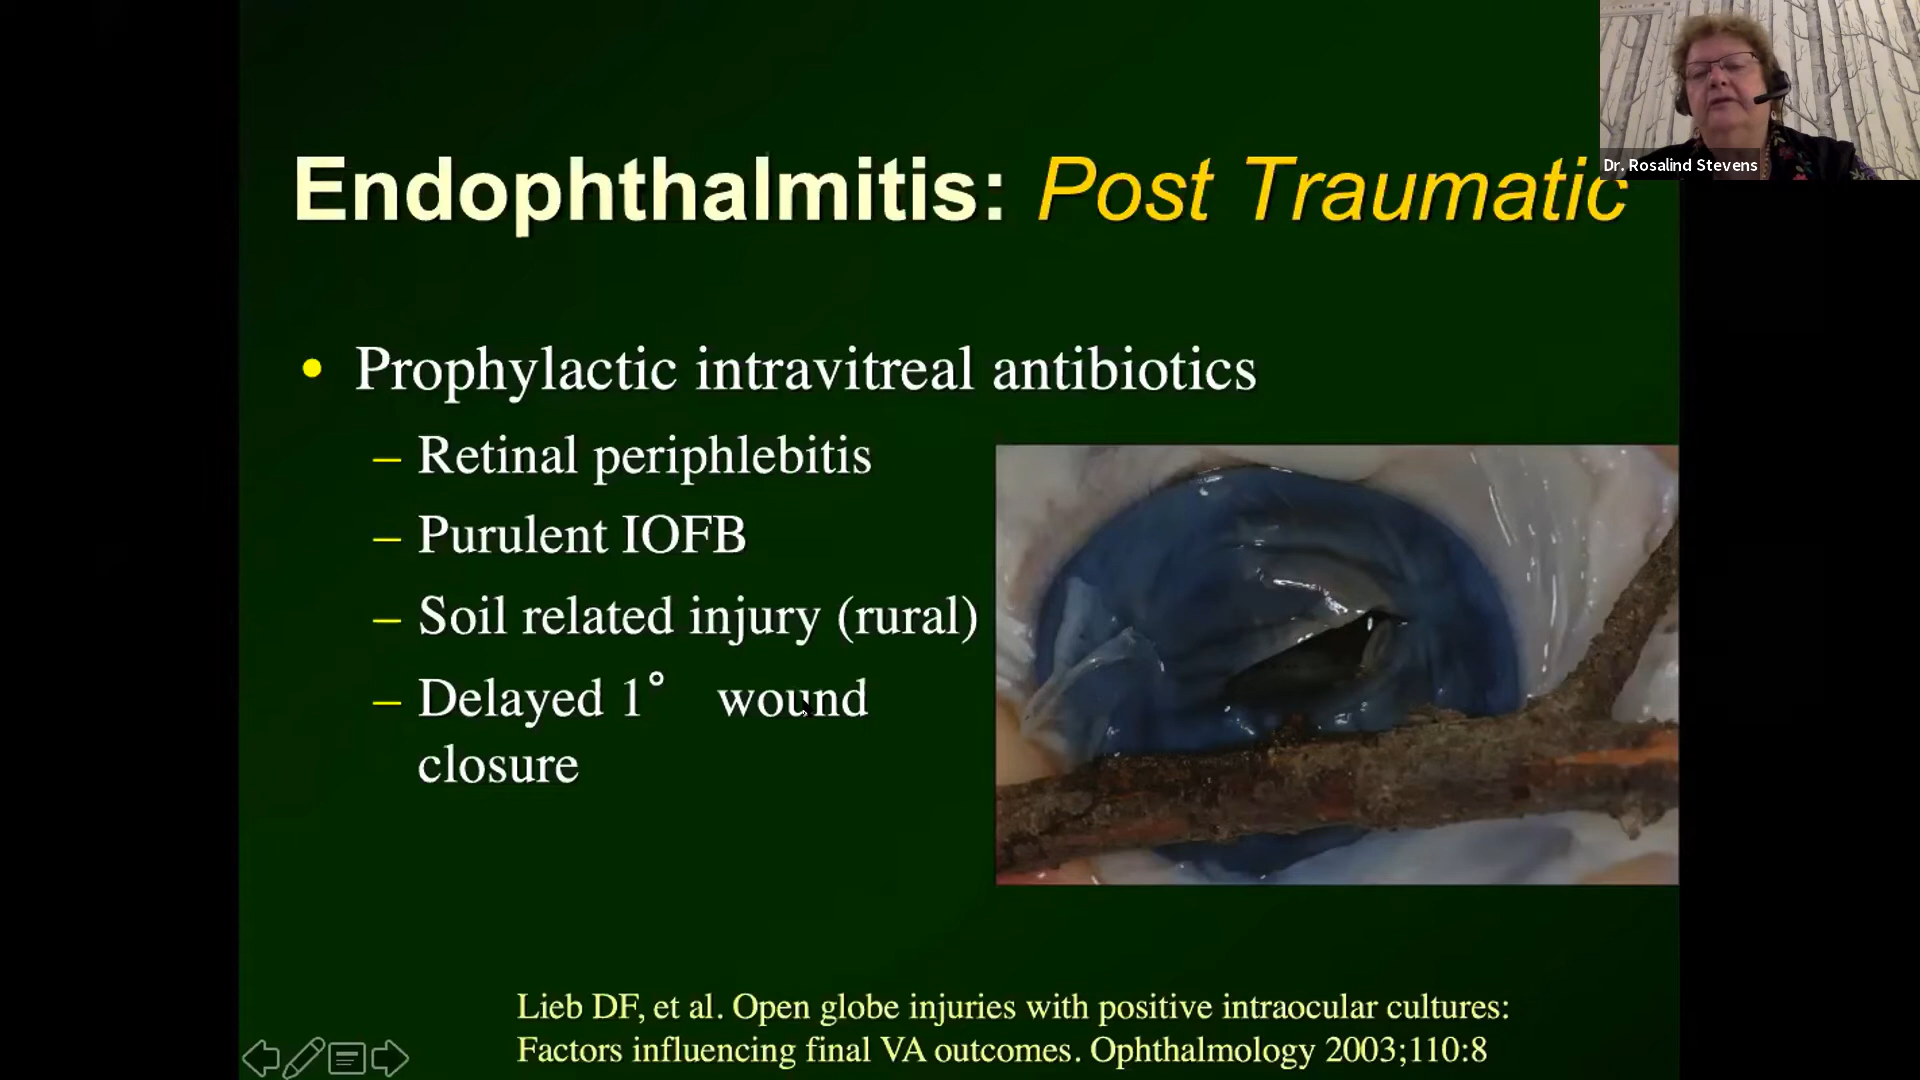 Dr. Rosalind Stevens
Endophthalmitis: Post Traumatic
• Prophylactic intravitreal antibiotics
– Retinal periphlebitis
– Purulent IOFB
– Soil related injury (rural)
– Delayed 1° wound
closure
Lieb DF, et al. Open globe injuries with positive intraocular cultures:
Factors influencing final VA outcomes. Ophthalmology 2003;110:8